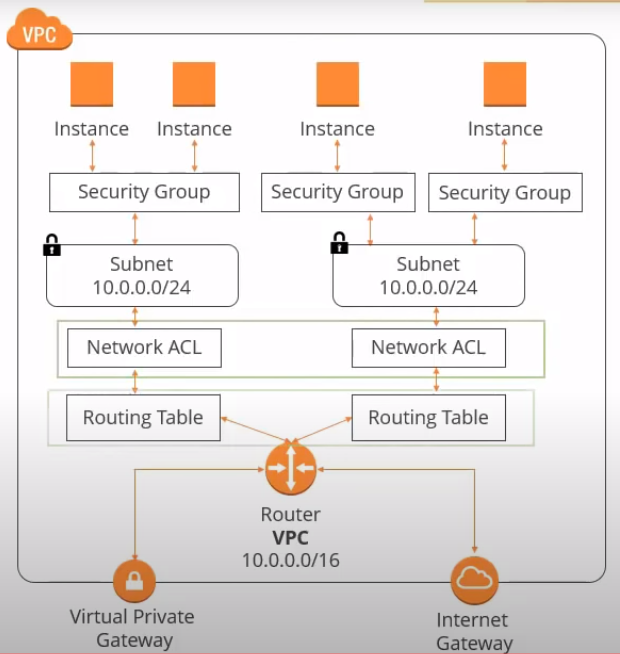 VPC
Instance
Instance
Instance
Instance
Security Group
Security Group
Security Group
Subnet
10.0.0.0/24
Subnet
10.0.0.0/24
Network ACL
Network ACL
Routing Table
Routing Table
Router
VPC
10.0.0.0/16
Virtual Private
Gateway
Internet
Gateway